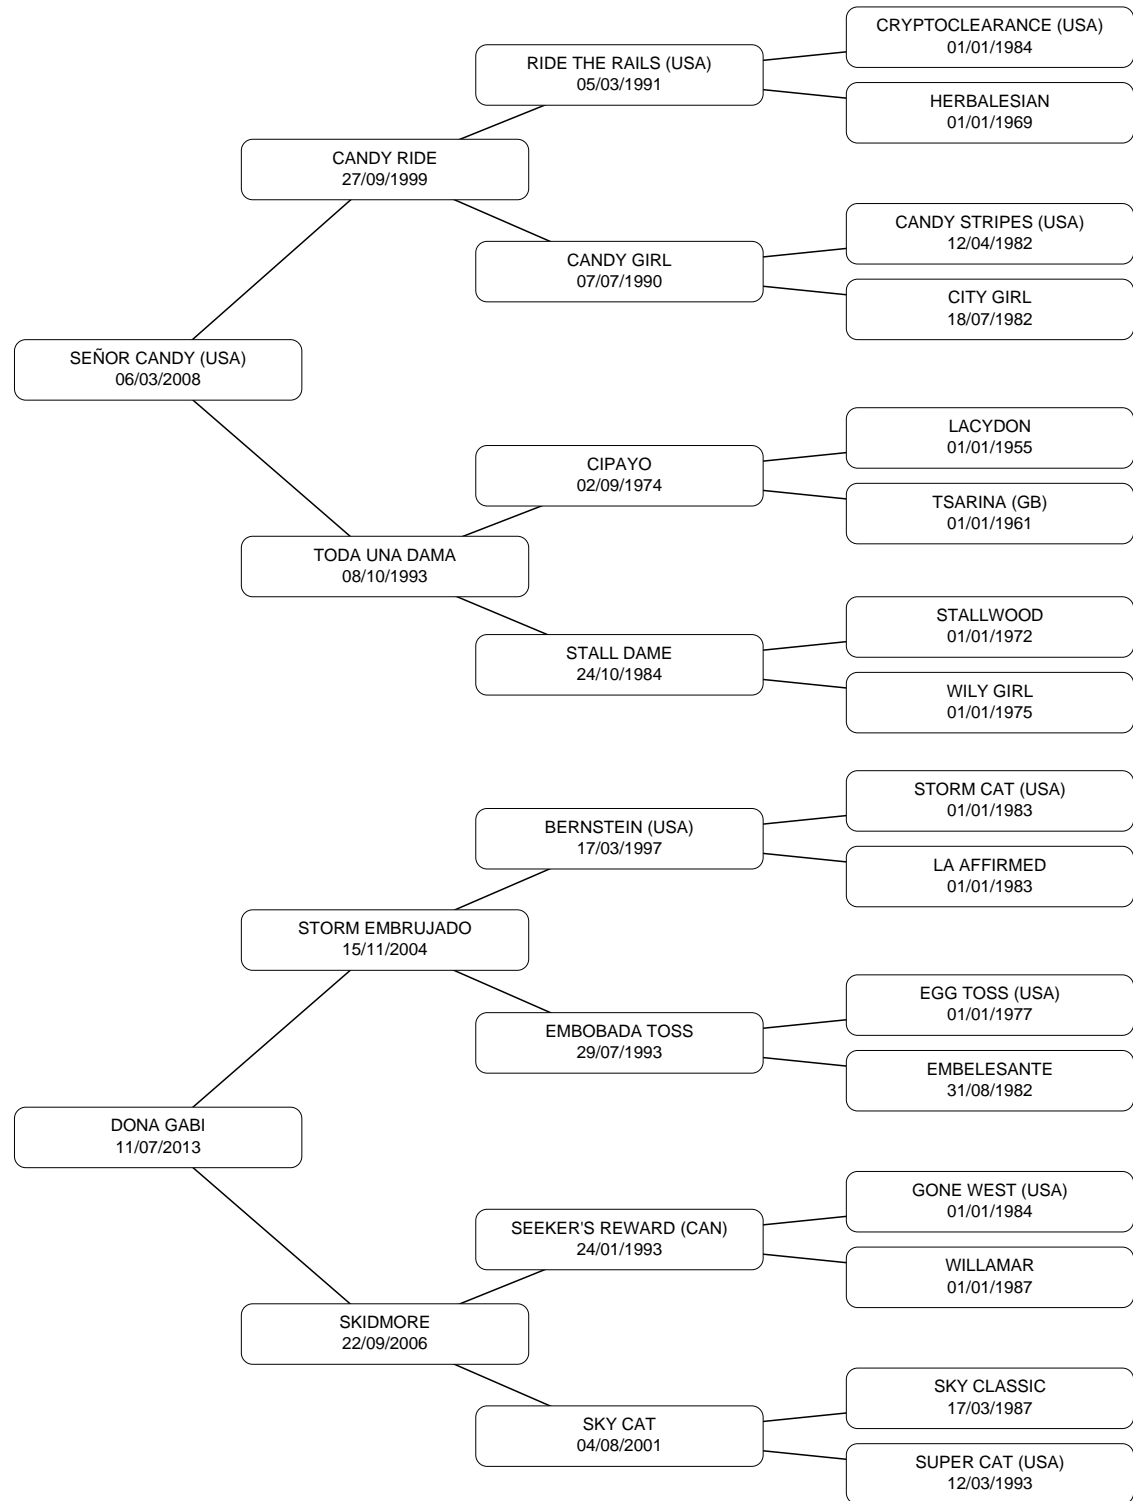 CRYPTOCLEARANCE (USA)
01/01/1984
RIDE THE RAILS (USA)
05/03/1991
HERBALESIAN
01/01/1969
CANDY RIDE
27/09/1999
CANDY STRIPES (USA)
12/04/1982
CANDY GIRL
07/07/1990
CITY GIRL
18/07/1982
SEÑOR CANDY (USA)
06/03/2008
LACYDON
01/01/1955
CIPAYO
02/09/1974
TSARINA (GB)
01/01/1961
TODA UNA DAMA
08/10/1993
STALLWOOD
01/01/1972
STALL DAME
24/10/1984
WILY GIRL
01/01/1975
STORM CAT (USA)
01/01/1983
BERNSTEIN (USA)
17/03/1997
LA AFFIRMED
01/01/1983
STORM EMBRUJADO
15/11/2004
EGG TOSS (USA)
01/01/1977
EMBOBADA TOSS
29/07/1993
EMBELESANTE
31/08/1982
DONA GABI
11/07/2013
GONE WEST (USA)
01/01/1984
SEEKER'S REWARD (CAN)
24/01/1993
WILLAMAR
01/01/1987
SKIDMORE
22/09/2006
SKY CLASSIC
17/03/1987
SKY CAT
04/08/2001
SUPER CAT (USA)
12/03/1993